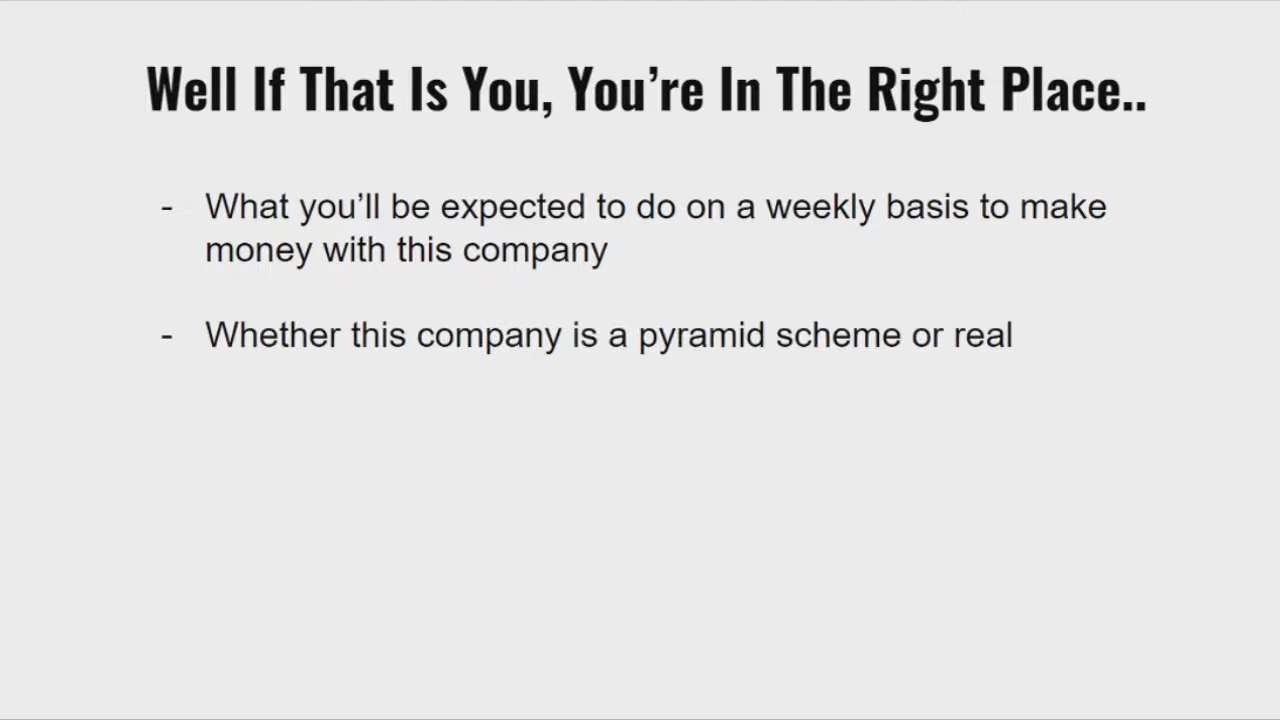 Well If That Is You, You’re In The Right Place..
- What you’ll be expected to do on a weekly basis to make
money with this company
- Whether this company is a pyramid scheme or real